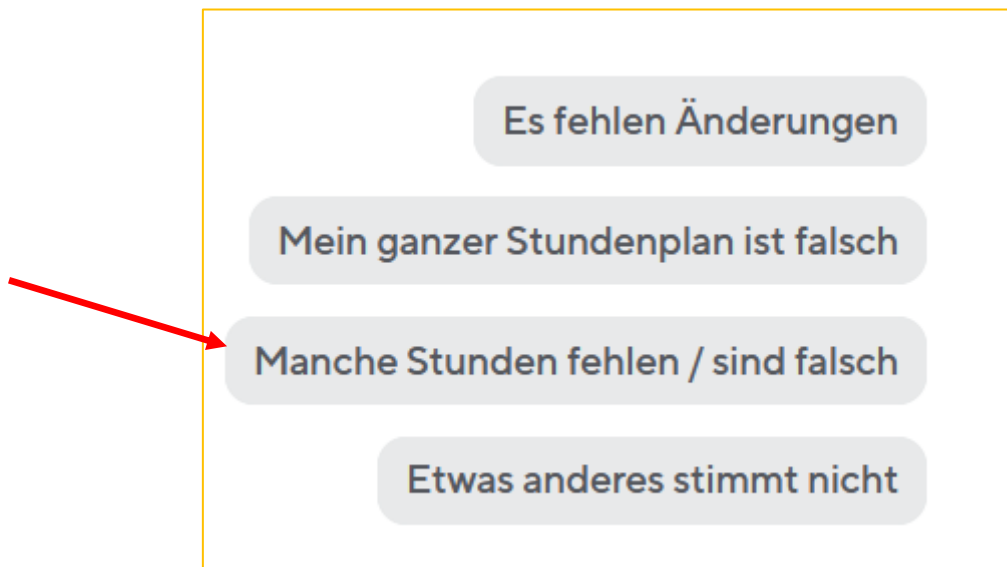 Es fehlen Änderungen
Mein ganzer Stundenplan ist falsch
Manche Stunden fehlen / sind falsch
Etwas anderes stimmt nicht